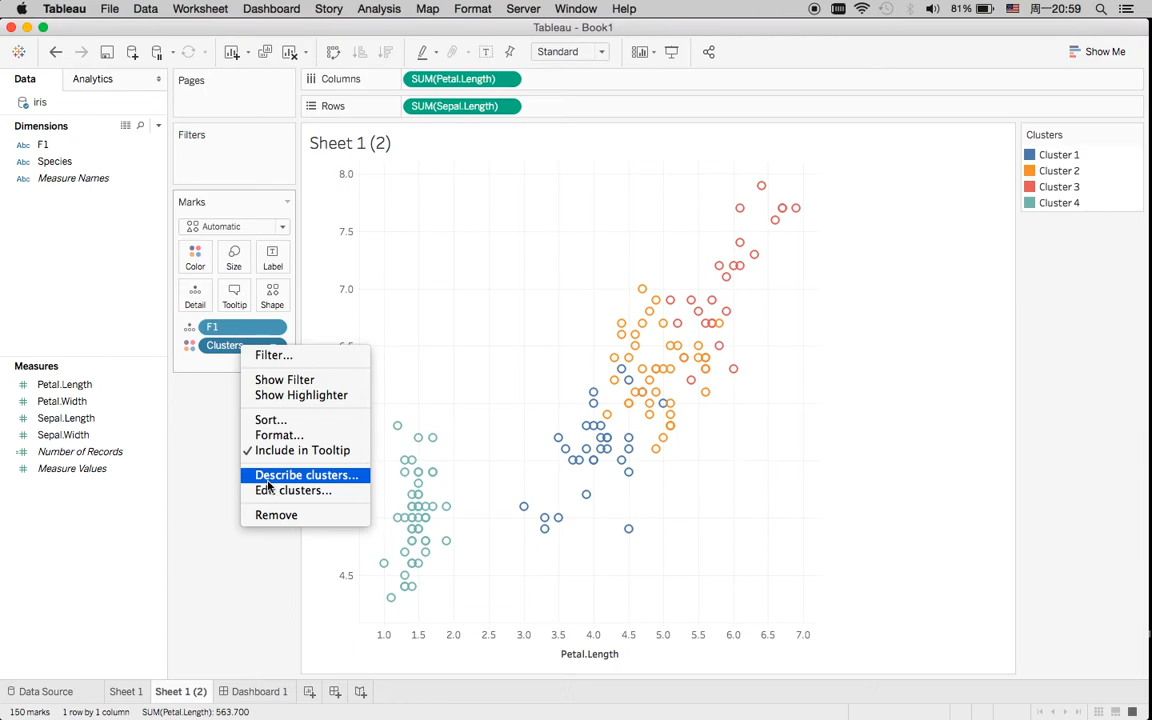 Tableau File Data Worksheet Dashboard Story Analysis Map Format Server Window Help 81% 周一20:59
Tableau - Book1
Standard Show Me
Data Analytics Pages Columns SUM(Petal.Length)
iris Rows SUM(Sepal.Length)
Dimensions
Filters
Abc F1
Abc Species
Abc Measure Names
Marks
Automatic
Color Size Label
Detail Tooltip Shape
F1
Clusters
Measures
# Petal.Length
# Petal.Width
# Sepal.Length
# Sepal.Width
Number of Records
# Measure Values
Filter...
Show Filter
Show Highlighter
Sort...
Format...
✓ Include in Tooltip
Describe clusters...
Edit clusters...
Remove
Sheet 1 (2)
8.0
7.5
7.0
4.5
1.0 1.5 2.0 2.5 3.0 3.5 4.0 4.5 5.0 5.5 6.0 6.5 7.0
Petal.Length
Clusters
Cluster 1
Cluster 2
Cluster 3
Cluster 4
Data Source Sheet 1 Sheet 1 (2) Dashboard 1
150 marks 1 row by 1 column SUM(Petal.Length): 563.700